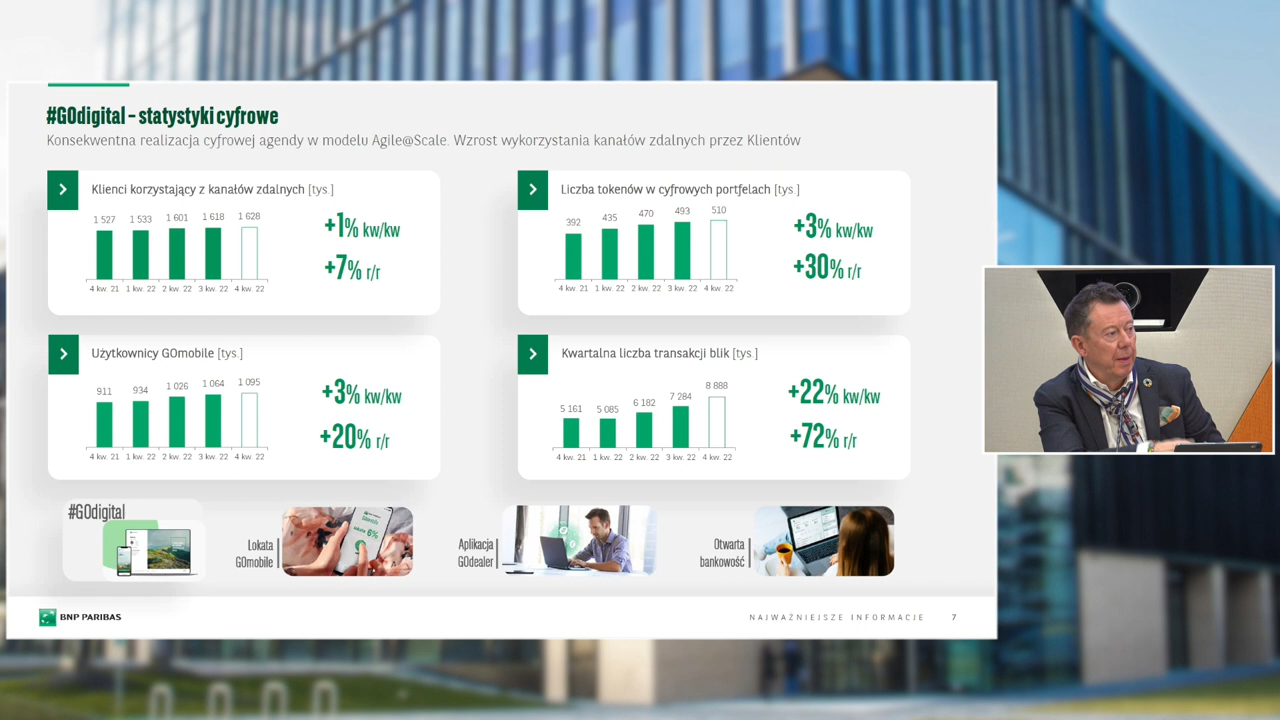 #GOdigital – statystyki cyfrowe
Konsekwentna realizacja cyfrowej agendy w modelu Agile@Scale. Wzrost wykorzystania kanałów zdalnych przez Klientów
Klienci korzystający z kanałów zdalnych [tys.]
1 527 1 533 1 601 1 618 1 628
4 kw. 21 1 kw. 22 2 kw. 22 3 kw. 22 4 kw. 22
+1% kw/kw
+7% r/r
Liczba tokenów w cyfrowych portfelach [tys.]
392 435 470 493 510
4 kw. 21 1 kw. 22 2 kw. 22 3 kw. 22 4 kw. 22
+3% kw/kw
+30% r/r
Użytkownicy GOmobile [tys.]
911 934 1 026 1 064 1 095
4 kw. 21 1 kw. 22 2 kw. 22 3 kw. 22 4 kw. 22
+3% kw/kw
+20% r/r
Kwartalna liczba transakcji blik [tys.]
5 161 5 085 6 182 7 284 8 888
4 kw. 21 1 kw. 22 2 kw. 22 3 kw. 22 4 kw. 22
+22% kw/kw
+72% r/r
#GOdigital
Lokata
GOmobile
6%
Aplikacja
GOdealer
Otwarta
bankowość
BNP PARIBAS
NAJWAŻNIEJSZE INFORMACJE 7